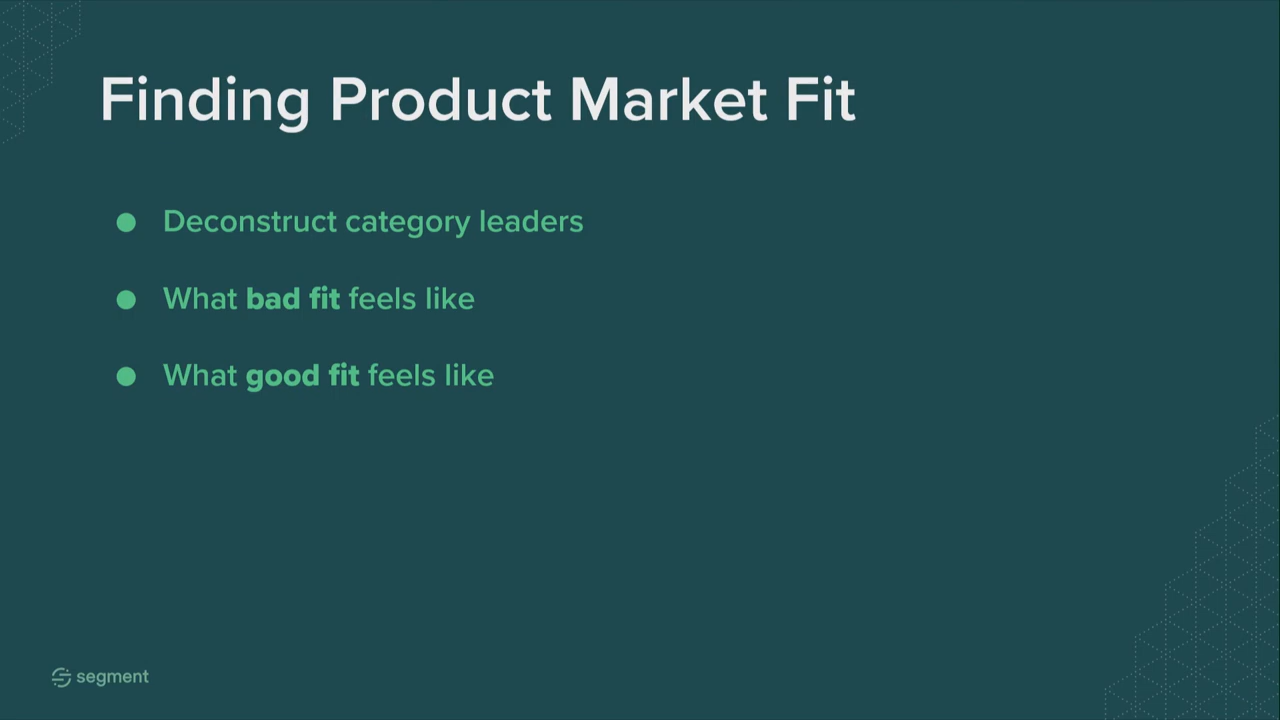 Finding Product Market Fit
Deconstruct category leaders
What bad fit feels like
What good fit feels like
segment